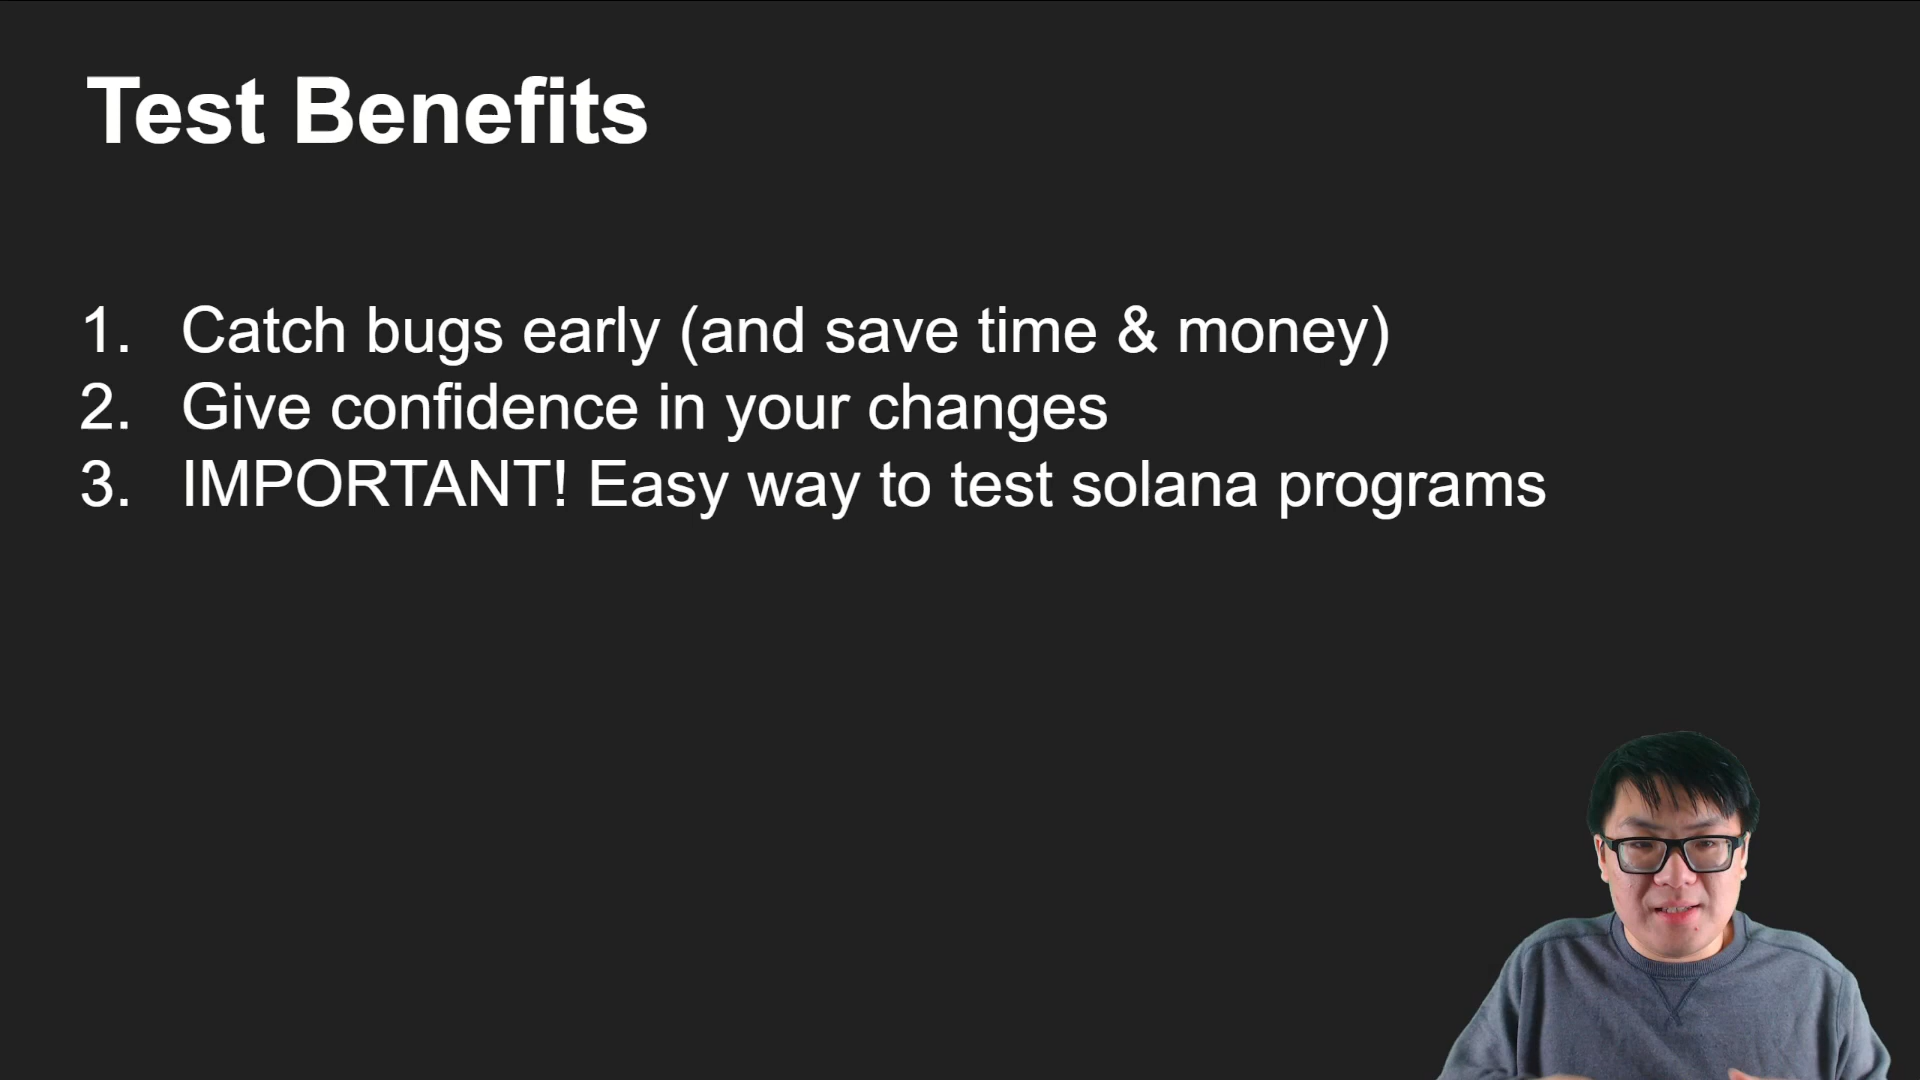 Test Benefits
1. Catch bugs early (and save time & money)
2. Give confidence in your changes
3. IMPORTANT! Easy way to test solana programs